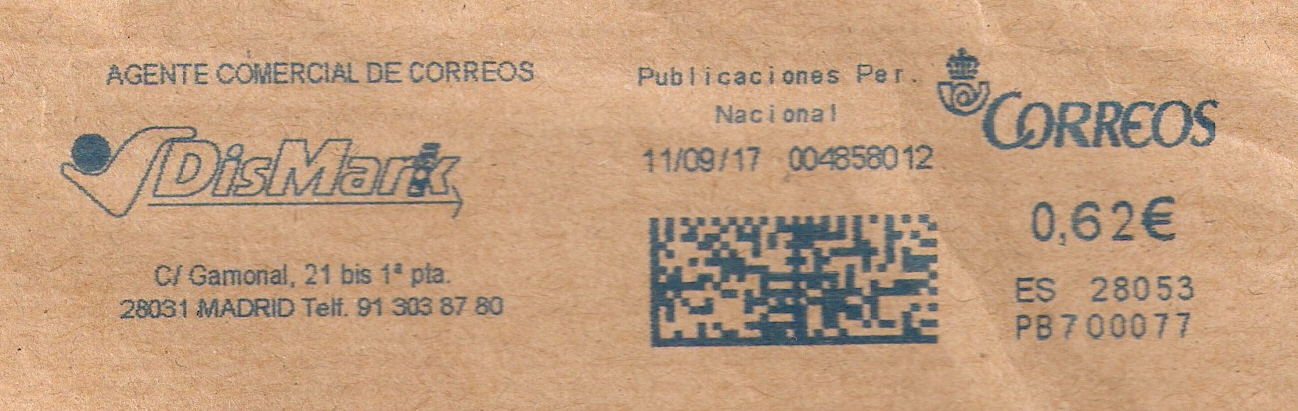 AGENTE COMERCIAL DE CORREOS
DisMark
C/ Gamonal, 21 bis 1ª pta.
28031 MADRID Telf. 91 303 87 80
Publicaciones Per.
Nacional
11/09/17 004858012
CORREOS
0,62€
ES 28053
PB700077